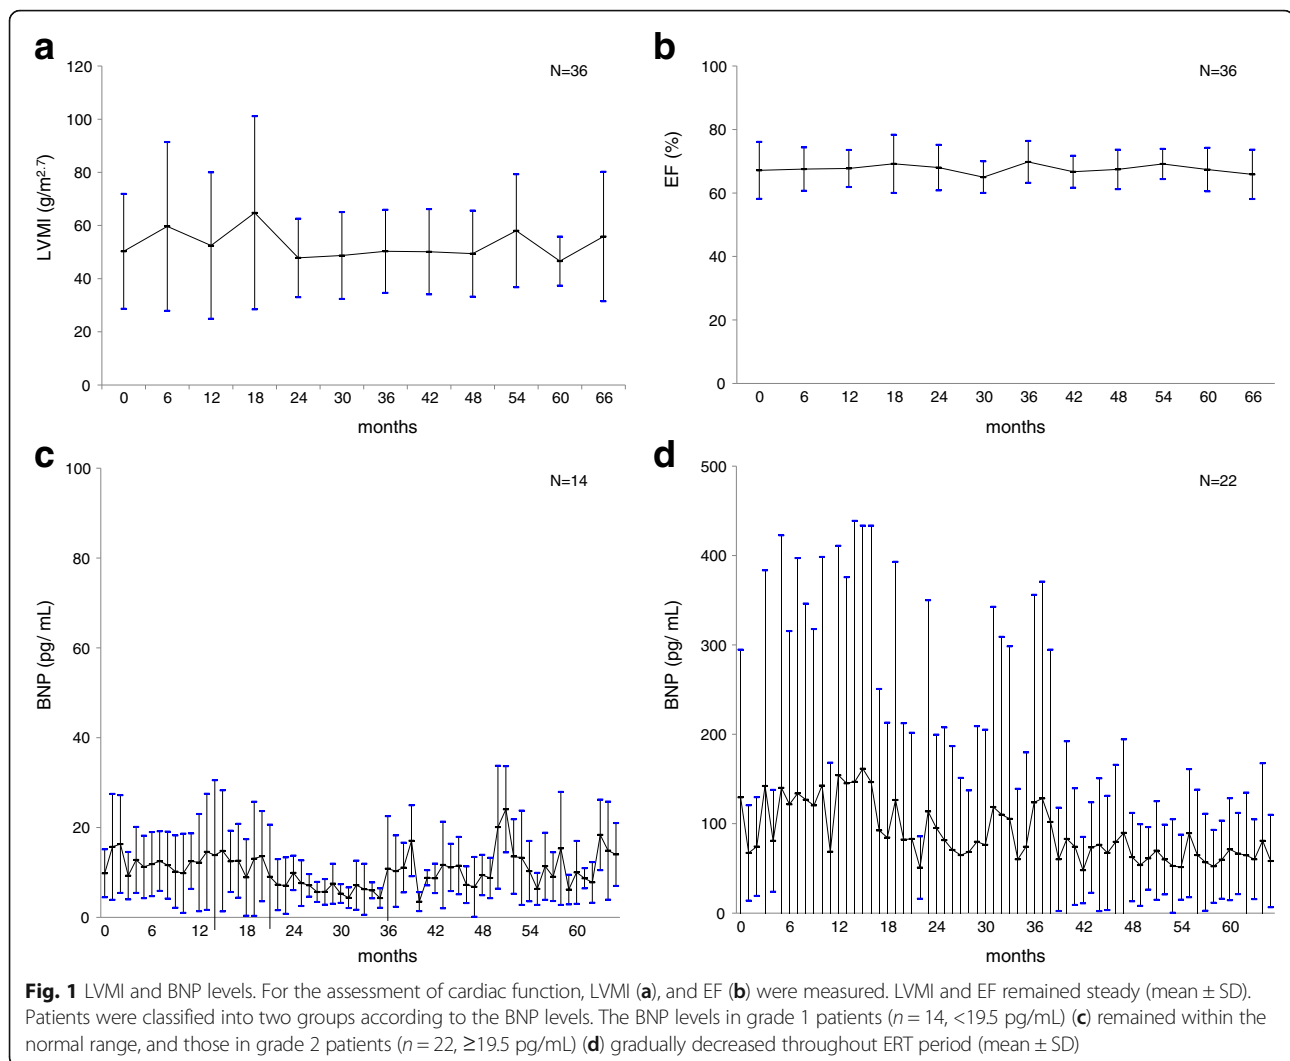 a
120
100
80
60
40
20
0
LVMI (g/m2.7)
N=36
0 6 12 18 24 30 36 42 48 54 60 66
months
b
100
80
60
40
20
0
EF (%)
N=36
0 6 12 18 24 30 36 42 48 54 60 66
months
c
100
80
60
40
20
0
BNP (pg/ mL)
N=14
0 6 12 18 24 30 36 42 48 54 60
months
d
500
400
300
200
100
0
BNP (pg/ mL)
N=22
0 6 12 18 24 30 36 42 48 54 60
months
Fig. 1 LVMI and BNP levels. For the assessment of cardiac function, LVMI (a), and EF (b) were measured. LVMI and EF remained steady (mean ± SD).
Patients were classified into two groups according to the BNP levels. The BNP levels in grade 1 patients (n = 14, <19.5 pg/mL) (c) remained within the
normal range, and those in grade 2 patients (n = 22, ≥19.5 pg/mL) (d) gradually decreased throughout ERT period (mean ± SD)